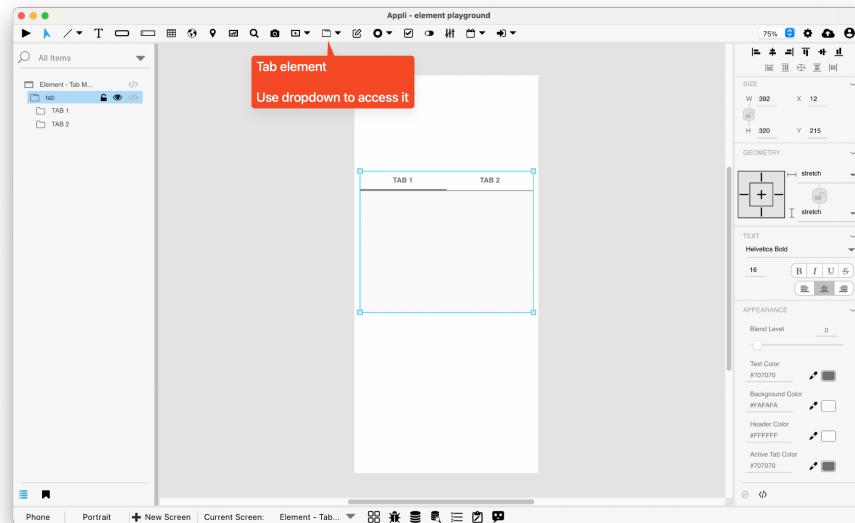 Appli - element playground
T
75%
All Items
Tab element
Use dropdown to access it
Element - Tab M...
tab
TAB 1
TAB 2
TAB 1 TAB 2
SIZE
W 392 X 12
H 320 Y 215
GEOMETRY
stretch
stretch
TEXT
Helvetica Bold
16 B I U S
APPEARANCE
Blend Level 0
Text Color
#707070
Background Color
#FAFAFA
Header Color
#FFFFFF
Active Tab Color
#707070
Phone Portrait New Screen Current Screen: Element - Tab...